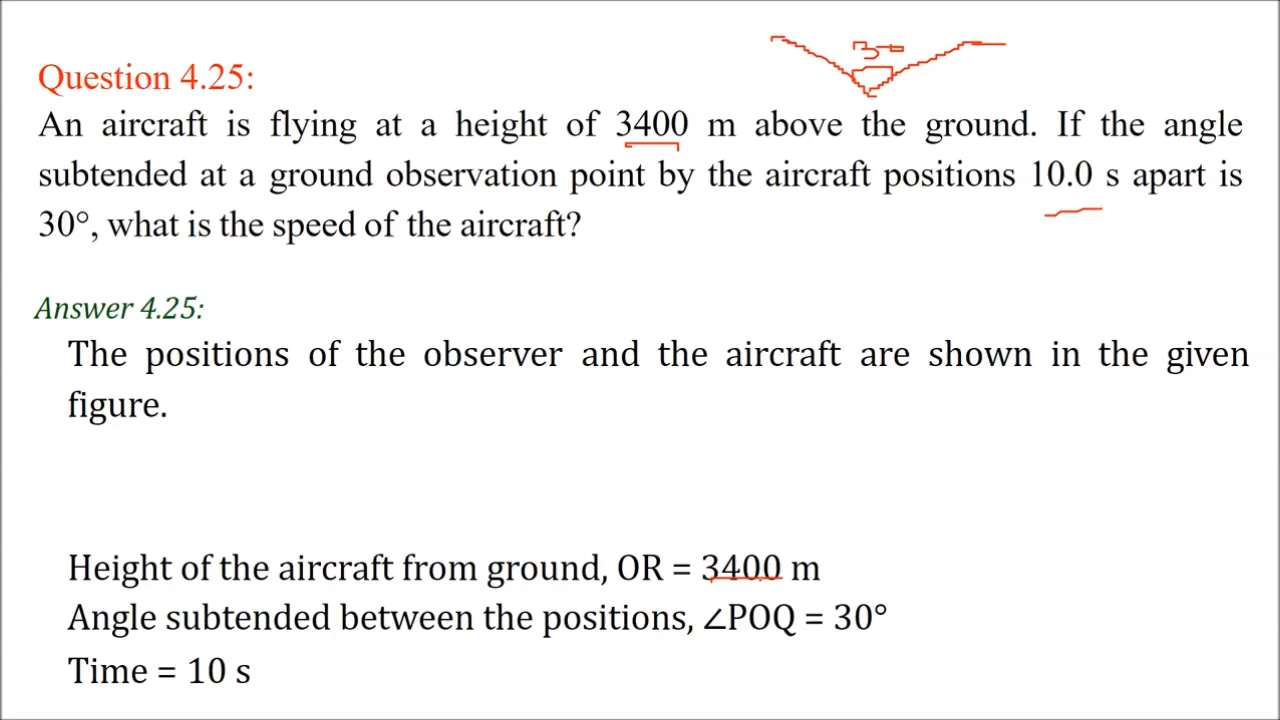 30
Question 4.25:
An aircraft is flying at a height of 3400 m above the ground. If the angle
subtended at a ground observation point by the aircraft positions 10.0 s apart is
30°, what is the speed of the aircraft?
Answer 4.25:
The positions of the observer and the aircraft are shown in the given
figure.
Height of the aircraft from ground, OR = 3400 m
Angle subtended between the positions, ∠POQ = 30°
Time = 10 s